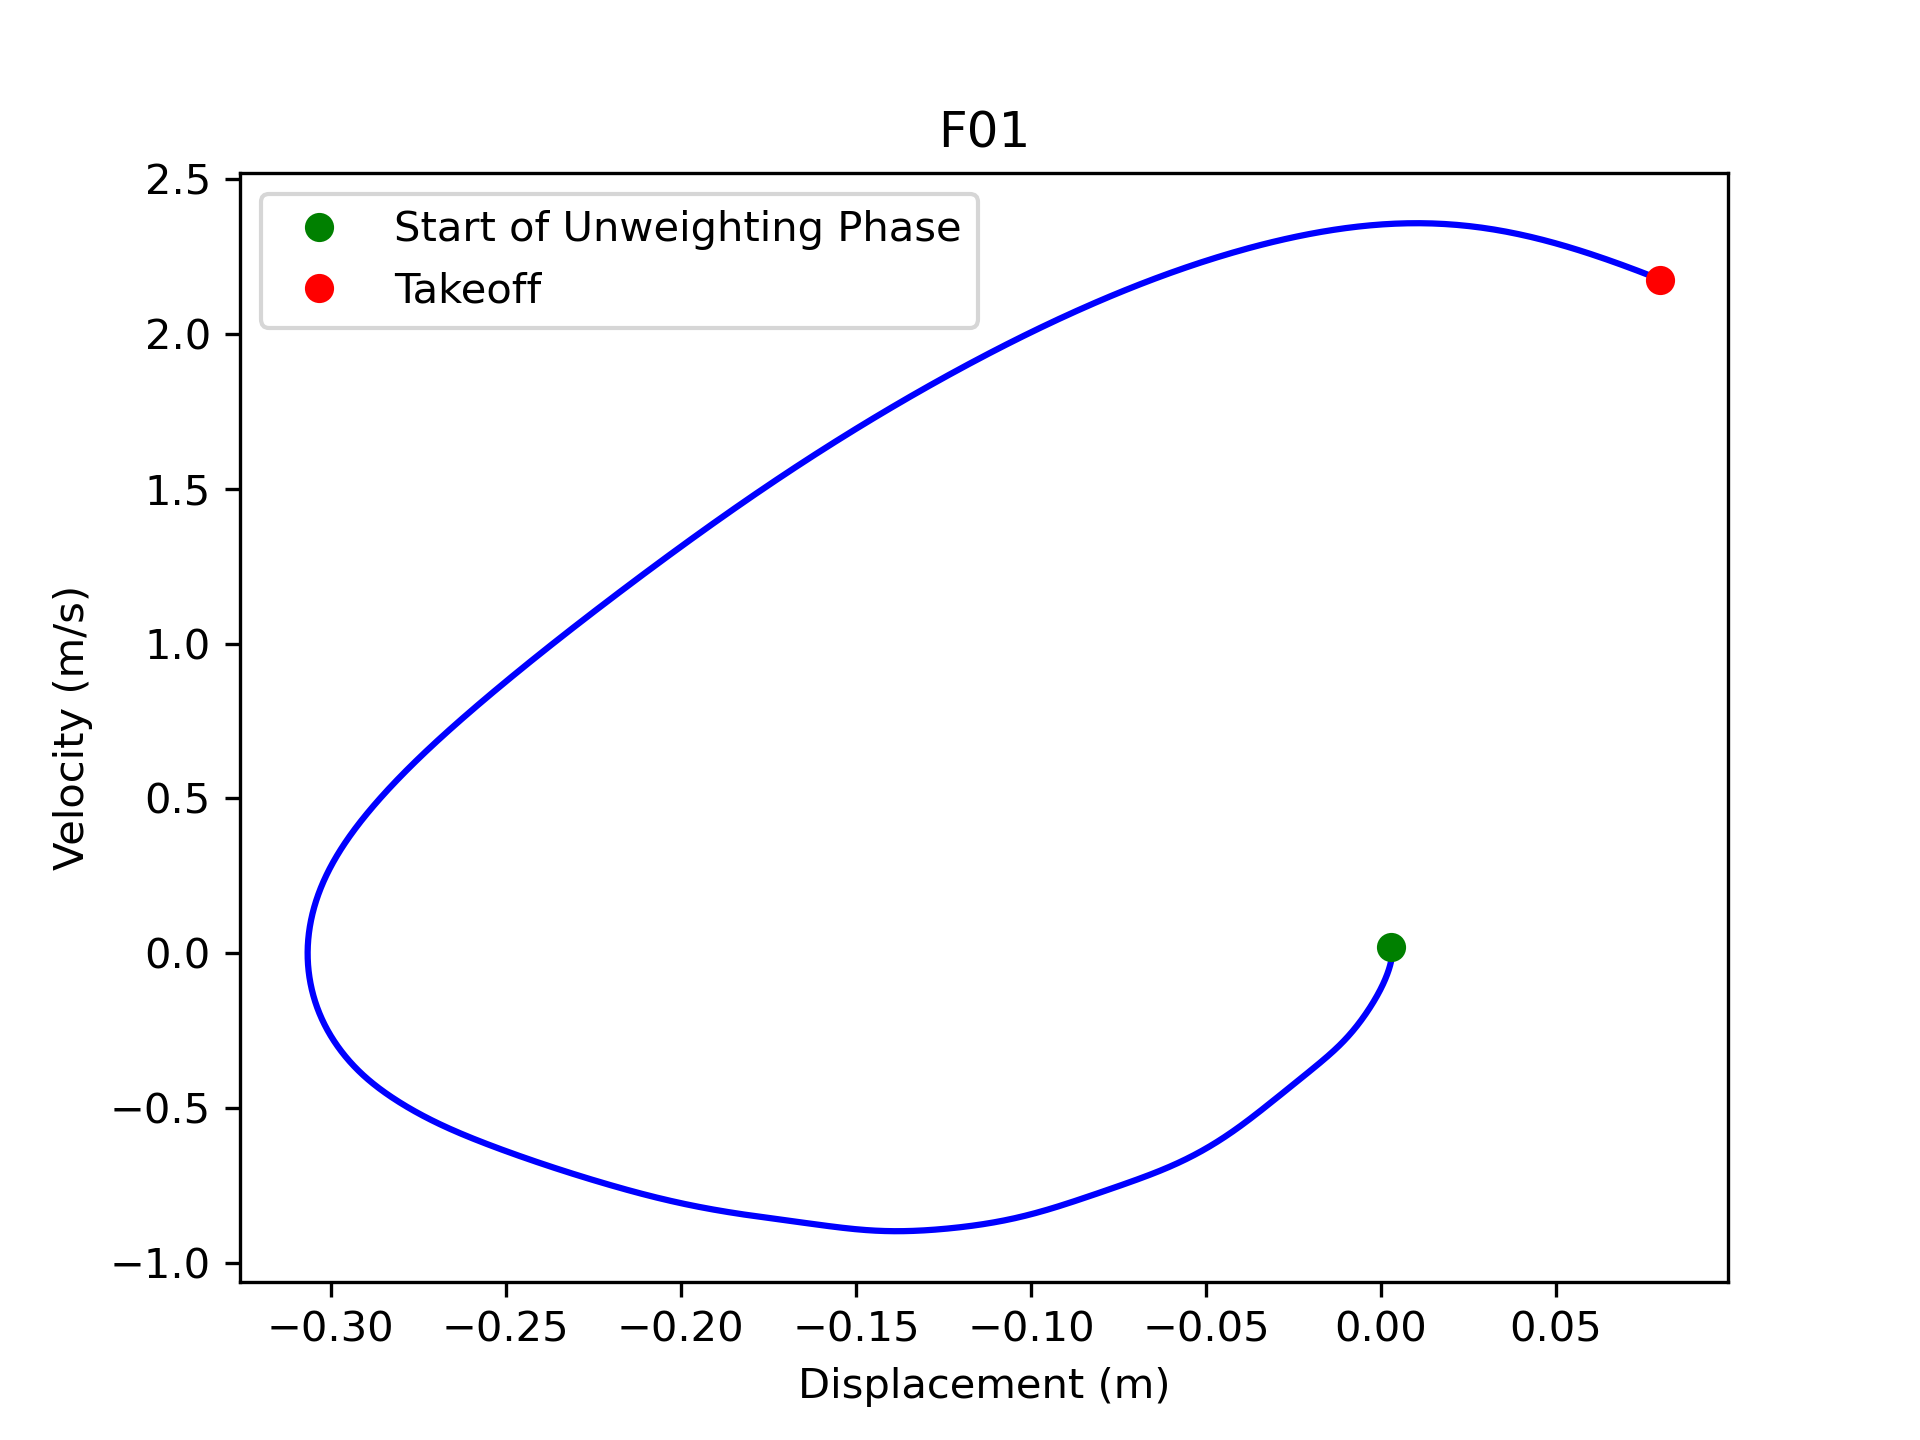 F01
2.5
2.0
1.5
1.0
0.5
0.0
−0.5
−1.0
Velocity (m/s)
Start of Unweighting Phase
Takeoff
−0.30 −0.25 −0.20 −0.15 −0.10 −0.05 0.00 0.05
Displacement (m)